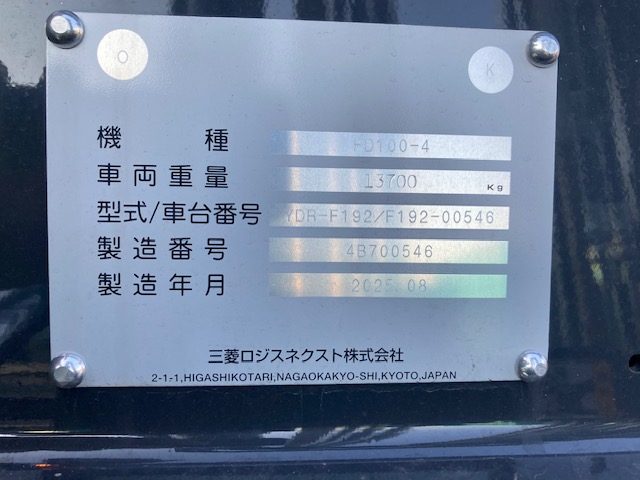 O K
機種 FD100-4
車両重量 13700 Kg
型式/車台番号 YDR-F192/F192-00546
製造番号 4B700546
製造年月 2025.08
三菱ロジスネクスト株式会社
2-1-1,HIGASHIKOTARI,NAGAOKAKYO-SHI,KYOTO,JAPAN